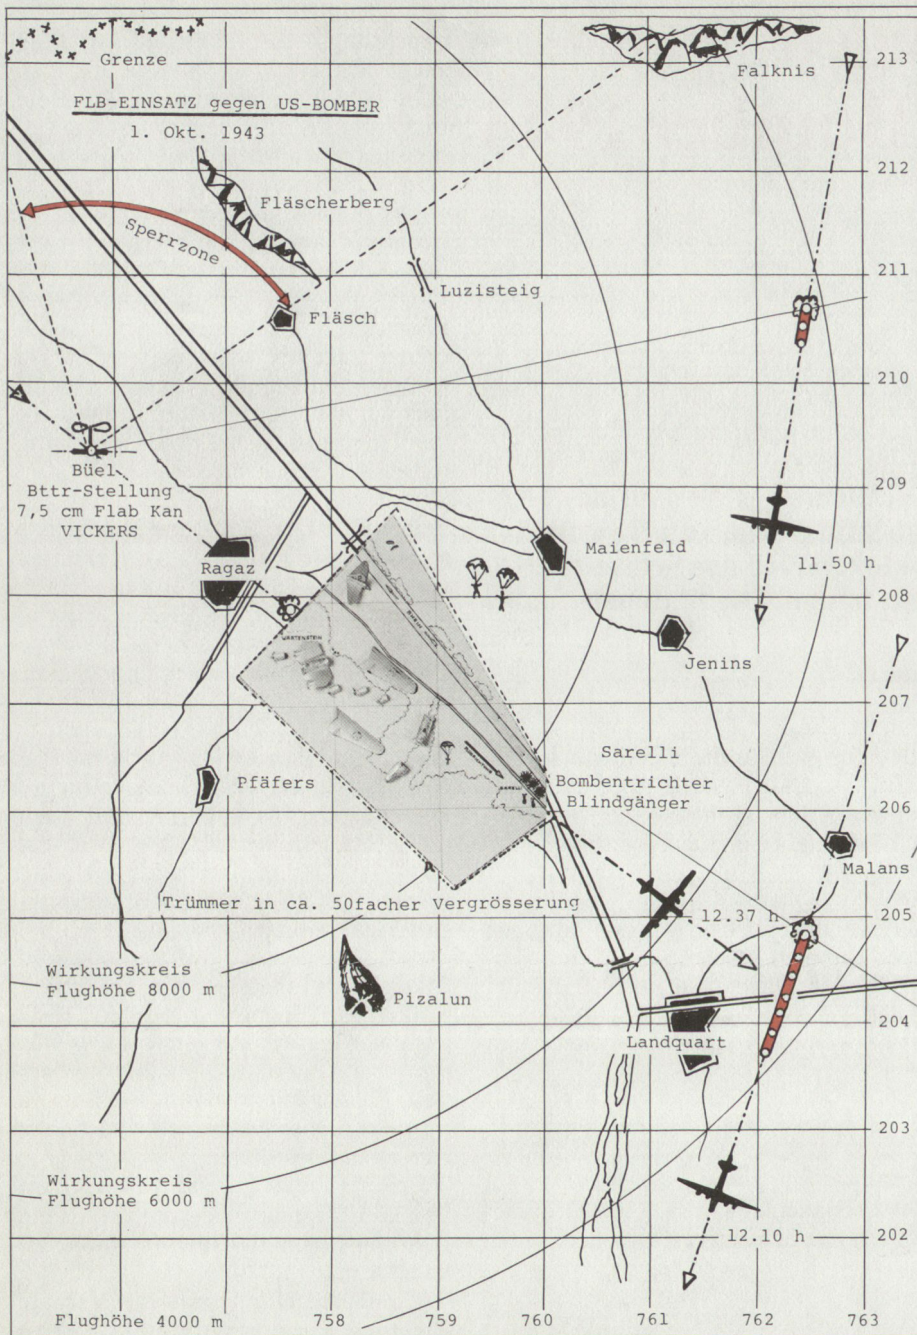 Grenze
FLB-EINSATZ gegen US-BOMBER
1. Okt. 1943
Falknis
213
212
Fläscherberg
Sperrzone
211
Luzisteig
Fläsch
210
Büel
Bttr-Stellung
7,5 cm Flab Kan
VICKERS
209
Maienfeld
11.50 h
Ragaz
208
WARTENSTEIN
Jenins
207
Sarelli
Pfäfers
Bombentrichter
Blindgänger
206
SARELLI
Malans
Trümmer in ca. 50facher Vergrösserung
12.37 h
205
Wirkungskreis
Flughöhe 8000 m
Pizalun
204
Landquart
203
Wirkungskreis
Flughöhe 6000 m
12.10 h
202
Flughöhe 4000 m
758
759
760
761
762
763